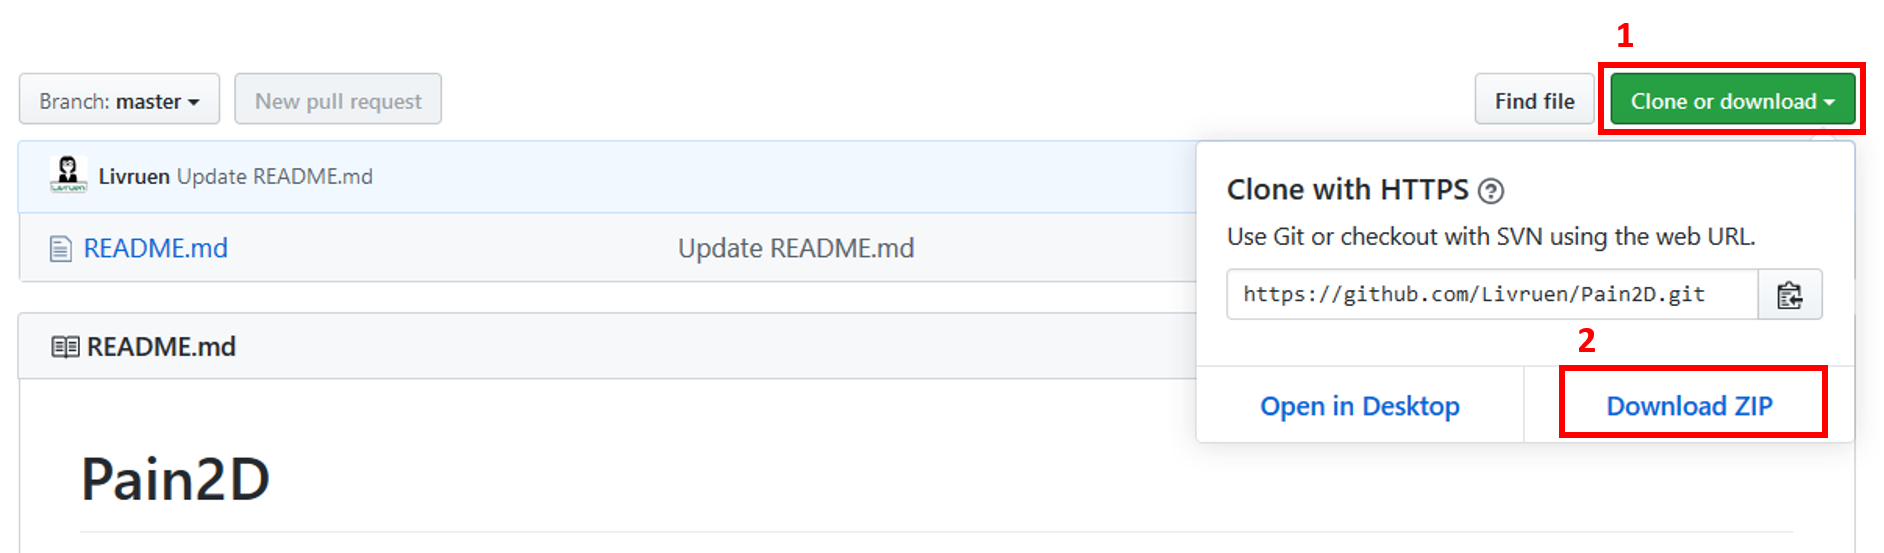 1
Branch: master
New pull request
Find file
Clone or download
Livruen
Livruen Update README.md
README.md
Update README.md
Clone with HTTPS ?
Use Git or checkout with SVN using the web URL.
https://github.com/Livruen/Pain2D.git
2
Open in Desktop
Download ZIP
README.md
Pain2D